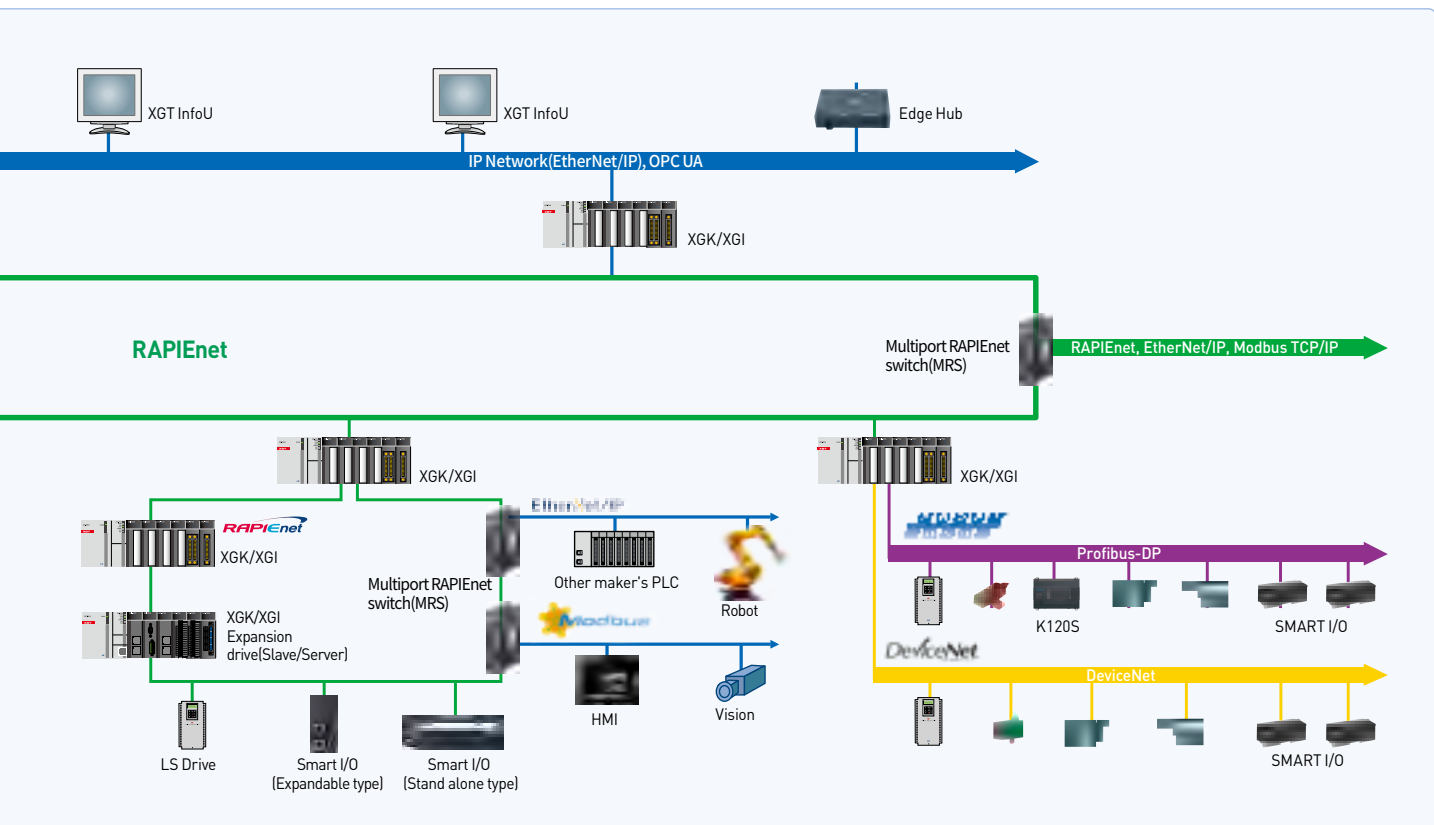 XGT InfoU
XGT InfoU
Edge Hub
IP Network(EtherNet/IP), OPC UA
XGK/XGI
RAPIEnet
Multiport RAPIEnet
switch(MRS)
RAPIEnet, EtherNet/IP, Modbus TCP/IP
XGK/XGI
XGK/XGI
EtherNet/IP
RAPIEnet
XGK/XGI
Other maker's PLC
Robot
Multiport RAPIEnet
switch(MRS)
Profibus-DP
K120S
SMART I/O
XGK/XGI
Expansion
drive(Slave/Server)
Modbus
HMI
Vision
DeviceNet
DeviceNet
LS Drive
Smart I/O
(Expandable type)
Smart I/O
(Stand alone type)
SMART I/O